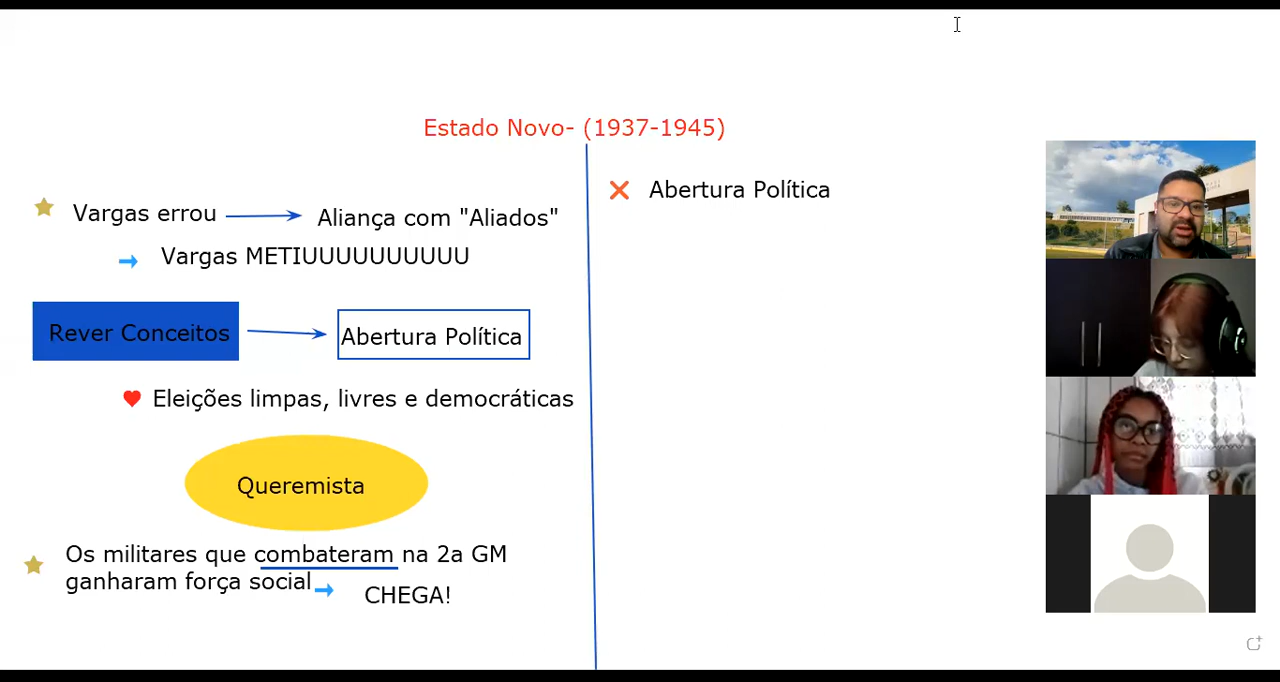 Estado Novo- (1937-1945)
Vargas errou
Aliança com "Aliados"
Vargas METIUUUUUUUUUU
Rever Conceitos
Abertura Política
Eleições limpas, livres e democráticas
Queremista
Os militares que combateram na 2a GM
ganharam força social
CHEGA!
Abertura Política